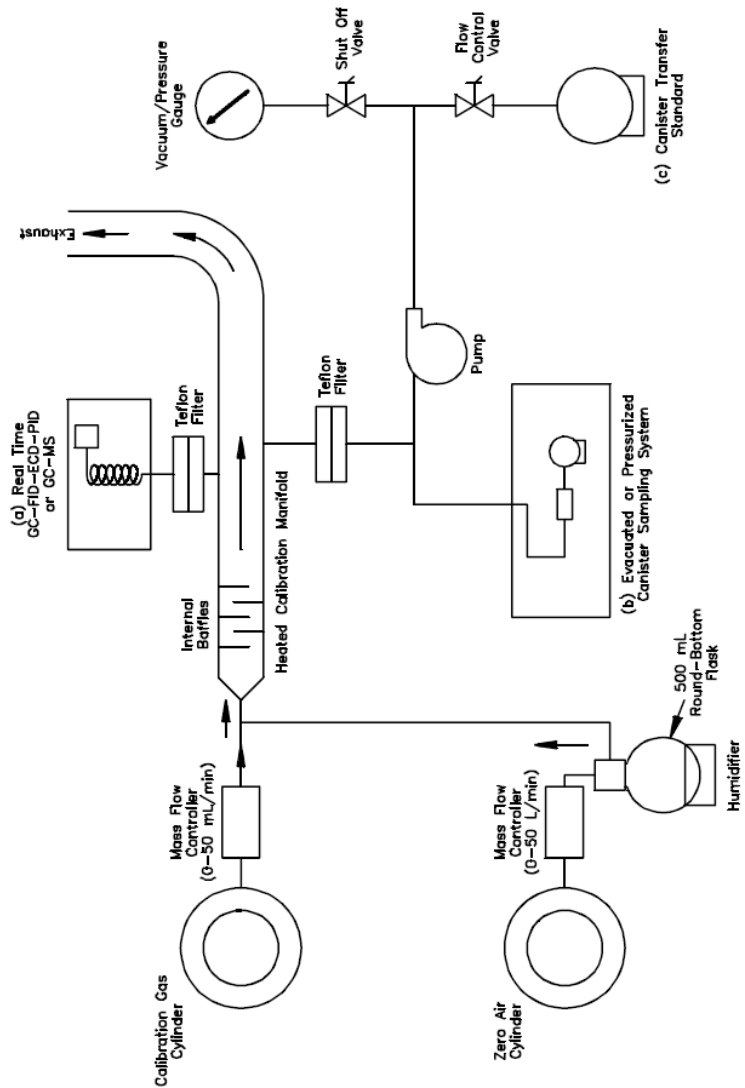 Exhaust
(a) Real Time
GC-FID-ECD-PID
or GC-MS
Teflon
Filter
Vacuum/Pressure
Gauge
Shut Off
Valve
Flow
Control
Valve
(c) Canister Transfer
Standard
Internal
Baffles
Heated Calibration Manifold
Teflon
Filter
Pump
(b) Evacuated or Pressurized
Canister Sampling System
Calibration Gas
Cylinder
Mass Flow
Controller
(0-50 mL/min)
Zero Air
Cylinder
Mass Flow
Controller
(0-50 L/min)
500 mL
Round-Bottom
Flask
Humidifier